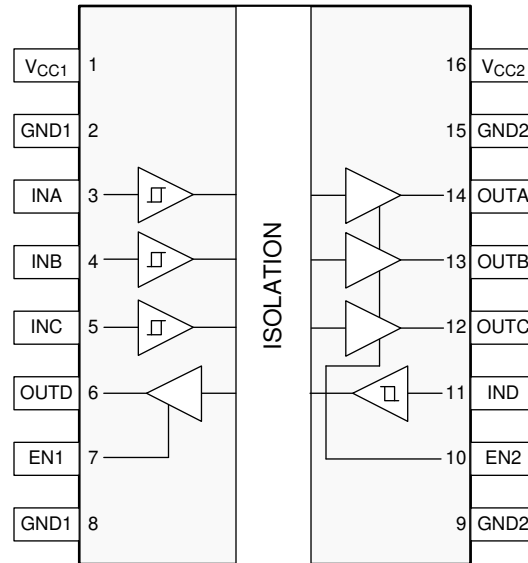 VCC1 1 16 VCC2
GND1 2 15 GND2
INA 3 14 OUTA
INB 4 13 OUTB
INC 5 12 OUTC
OUTD 6 11 IND
EN1 7 10 EN2
GND1 8 9 GND2
ISOLATION